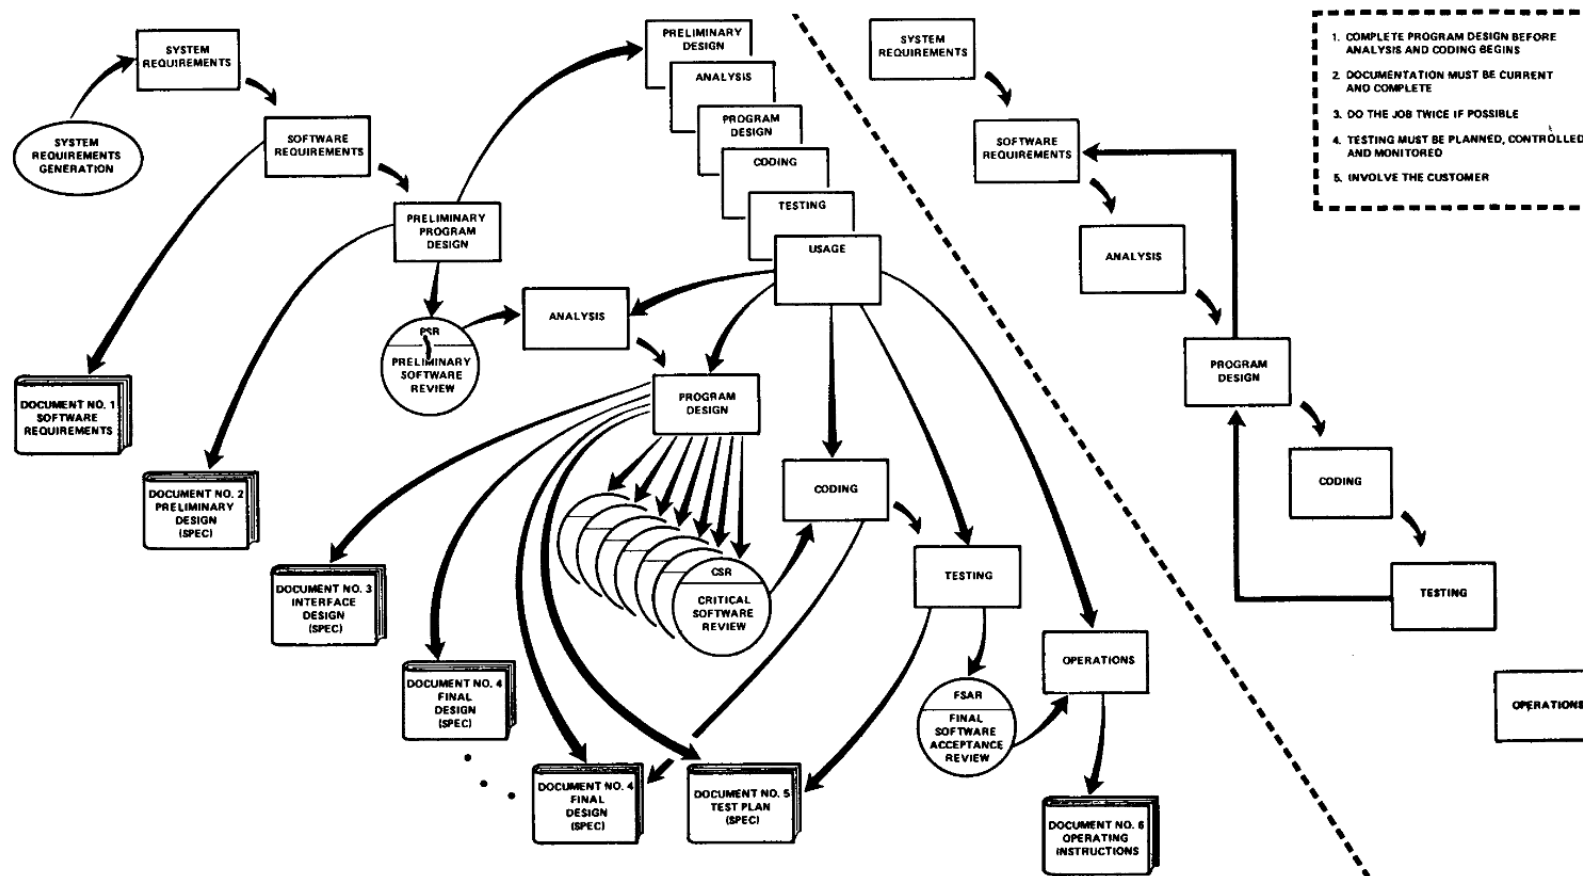 SYSTEM
REQUIREMENTS
SYSTEM
REQUIREMENTS
GENERATION
SOFTWARE
REQUIREMENTS
PRELIMINARY
PROGRAM
DESIGN
PRELIMINARY
DESIGN
ANALYSIS
PROGRAM
DESIGN
CODING
TESTING
USAGE
PSR
PRELIMINARY
SOFTWARE
REVIEW
ANALYSIS
PROGRAM
DESIGN
CSR
CRITICAL
SOFTWARE
REVIEW
CODING
TESTING
FSAR
FINAL
SOFTWARE
ACCEPTANCE
REVIEW
OPERATIONS
DOCUMENT NO. 1
SOFTWARE
REQUIREMENTS
DOCUMENT NO. 2
PRELIMINARY
DESIGN
(SPEC)
DOCUMENT NO. 3
INTERFACE
DESIGN
(SPEC)
DOCUMENT NO. 4
FINAL
DESIGN
(SPEC)
DOCUMENT NO. 4
FINAL
DESIGN
(SPEC)
DOCUMENT NO. 5
TEST PLAN
(SPEC)
DOCUMENT NO. 6
OPERATING
INSTRUCTIONS
SYSTEM
REQUIREMENTS
SOFTWARE
REQUIREMENTS
ANALYSIS
PROGRAM
DESIGN
CODING
TESTING
OPERATIONS
1. COMPLETE PROGRAM DESIGN BEFORE
ANALYSIS AND CODING BEGINS
2. DOCUMENTATION MUST BE CURRENT
AND COMPLETE
3. DO THE JOB TWICE IF POSSIBLE
4. TESTING MUST BE PLANNED, CONTROLLED
AND MONITORED
5. INVOLVE THE CUSTOMER